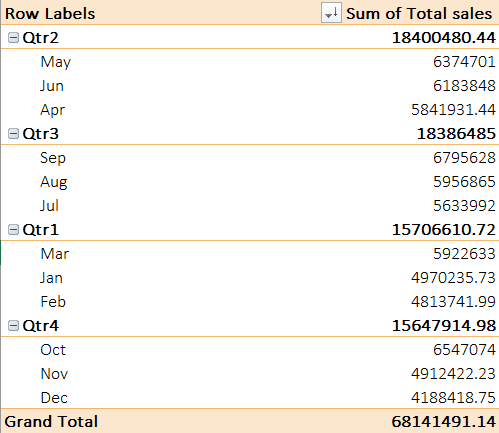 Row Labels Sum of Total sales
Qtr2 18400480.44
May 6374701
Jun 6183848
Apr 5841931.44
Qtr3 18386485
Sep 6795628
Aug 5956865
Jul 5633992
Qtr1 15706610.72
Mar 5922633
Jan 4970235.73
Feb 4813741.99
Qtr4 15647914.98
Oct 6547074
Nov 4912422.23
Dec 4188418.75
Grand Total 68141491.14